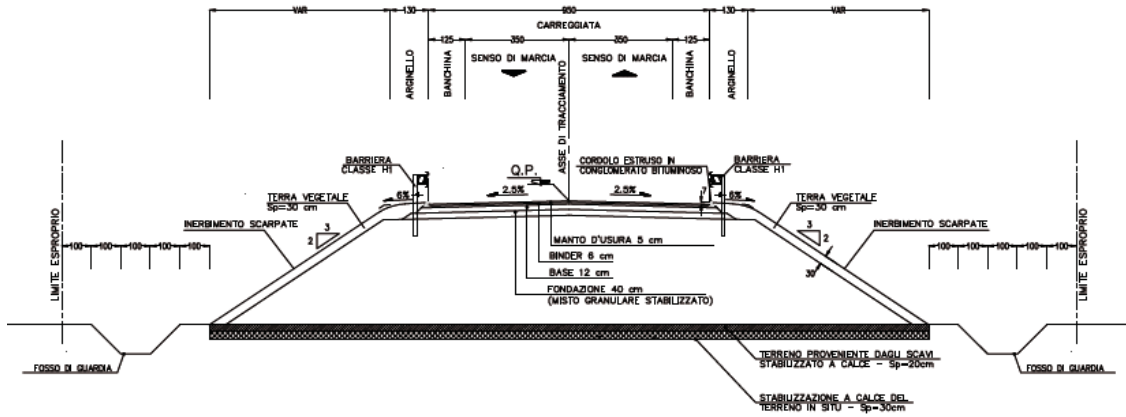 VAR 130 950 130 VAR
CARREGGIATA
125 350 350 125
SENSO DI MARCIA SENSO DI MARCIA
ARGINELLO
BANCHINA
ASSE DI TRACCIAMENTO
BANCHINA
ARGINELLO
BARRIERA
CLASSE H1
Q.P.
CORDOLO ESTRUSO IN
CONGLOMERATO BITUMINOSO
BARRIERA
CLASSE H1
TERRA VEGETALE
Sp=30 cm
6% 2.5% 2.5% 7 6%
TERRA VEGETALE
Sp=30 cm
INERBIMENTO SCARPATE
3
2
3
2
INERBIMENTO SCARPATE
LIMITE ESPROPRIO
100 100 100 100 100
MANTO D'USURA 5 cm
BINDER 6 cm
BASE 12 cm
FONDAZIONE 40 cm
(MISTO GRANULARE STABILIZZATO)
30
100 100 100 100 100
LIMITE ESPROPRIO
FOSSO DI GUARDIA
TERRENO PROVENIENTE DAGLI SCAVI
STABILIZZATO A CALCE - Sp=20cm
FOSSO DI GUARDIA
STABILIZZAZIONE A CALCE DEL
TERRENO IN SITU - Sp=30cm